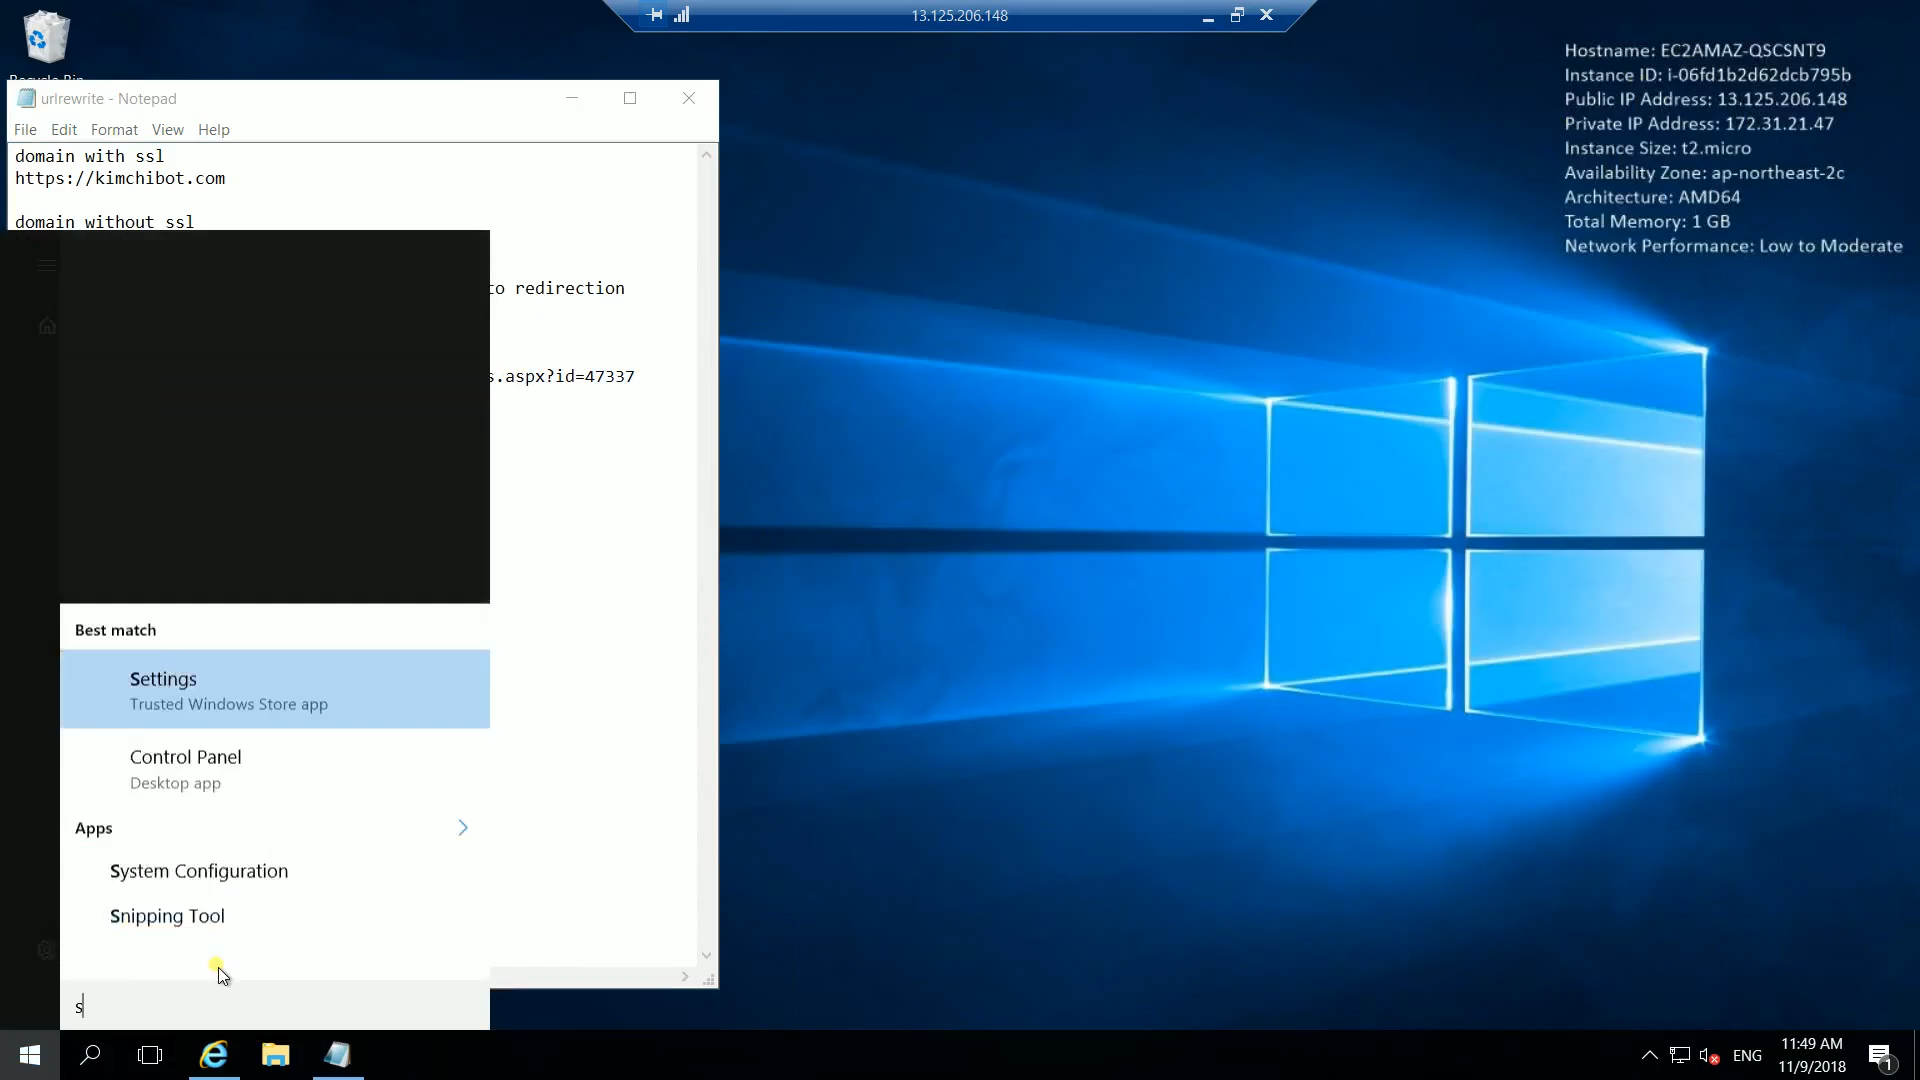 13.125.206.148
Hostname: EC2AMAZ-QSCSNT9
Instance ID: i-06fd1b2d62dcb795b
Public IP Address: 13.125.206.148
Private IP Address: 172.31.21.47
Instance Size: t2.micro
Availability Zone: ap-northeast-2c
Architecture: AMD64
Total Memory: 1 GB
Network Performance: Low to Moderate
urlrewrite - Notepad
File Edit Format View Help
domain with ssl
https://kimchibot.com
domain without ssl
to redirection
s.aspx?id=47337
Best match
Settings
Trusted Windows Store app
Control Panel
Desktop app
Apps
System Configuration
Snipping Tool
s
ENG
11:49 AM
11/9/2018
1